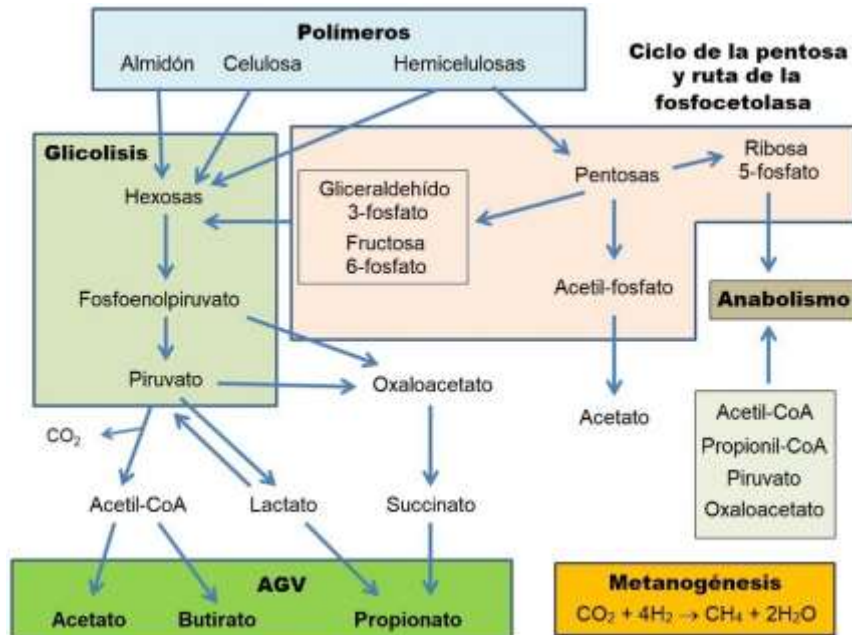 Polímeros
Almidón Celulosa Hemicelulosas
Ciclo de la pentosa
y ruta de la
fosfocetolasa
Glicolisis
Hexosas
Gliceraldehído
3-fosfato
Fructosa
6-fosfato
Pentosas
Ribosa
5-fosfato
Fosfoenolpiruvato
Acetil-fosfato
Anabolismo
Piruvato
Oxaloacetato
Acetato
Acetil-CoA
Propionil-CoA
Piruvato
Oxaloacetato
CO₂
Acetil-CoA Lactato Succinato
AGV
Acetato Butirato Propionato
Metanogénesis
CO₂ + 4H₂ → CH₄ + 2H₂O